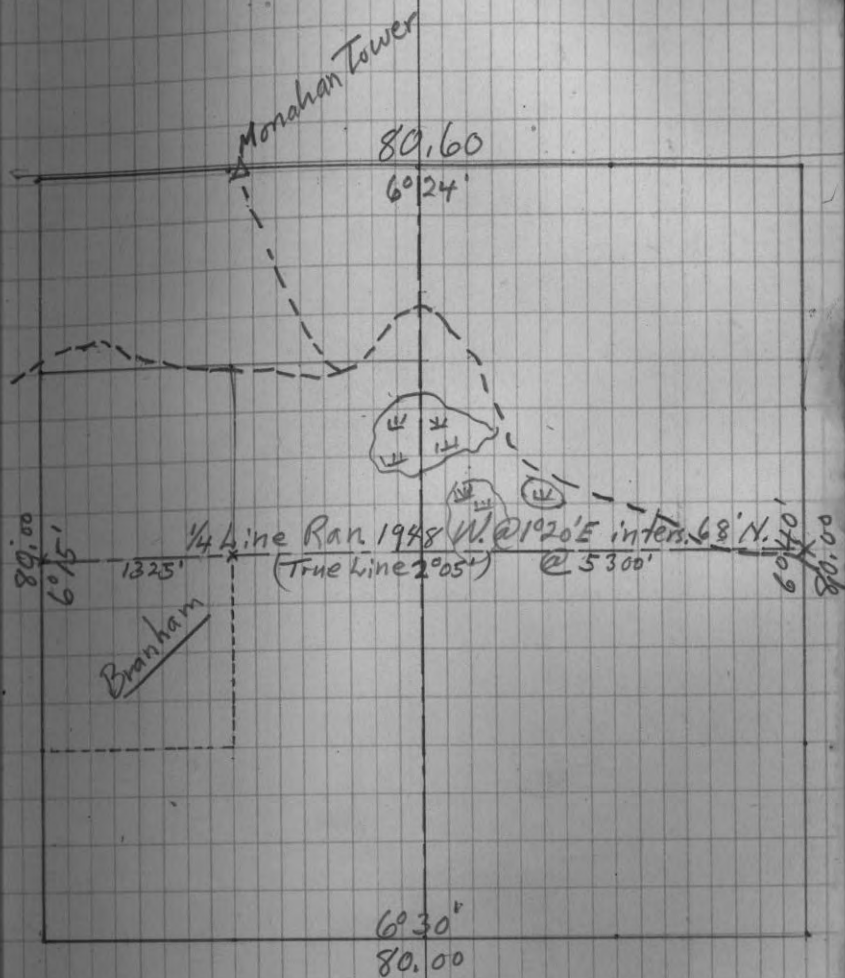 Monahan Tower
80.60
6°24'
80.00
6°15'
1/4 Line Ran 1948 W. @ 1°20'E inters. 68' N.
1325' (True Line 2°05') @ 5300'
6°40'
80.00
Branham
6°30'
80.00